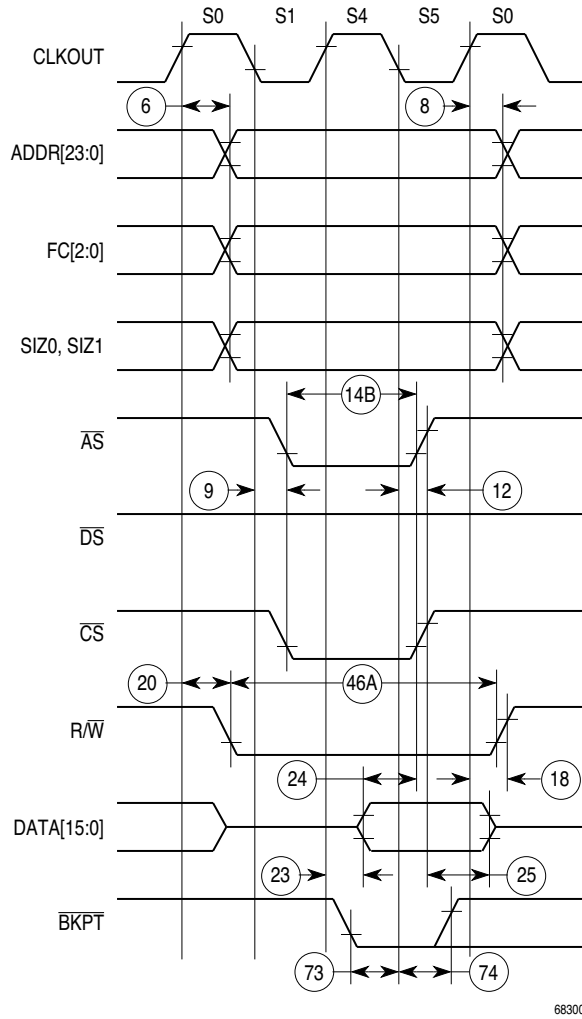 S0 S1 S4 S5 S0
CLKOUT
6 8
ADDR[23:0]
FC[2:0]
SIZ0, SIZ1
14B
AS
9 12
DS
CS
20 46A
R/W
24 18
DATA[15:0]
23 25
BKPT
73 74
68300